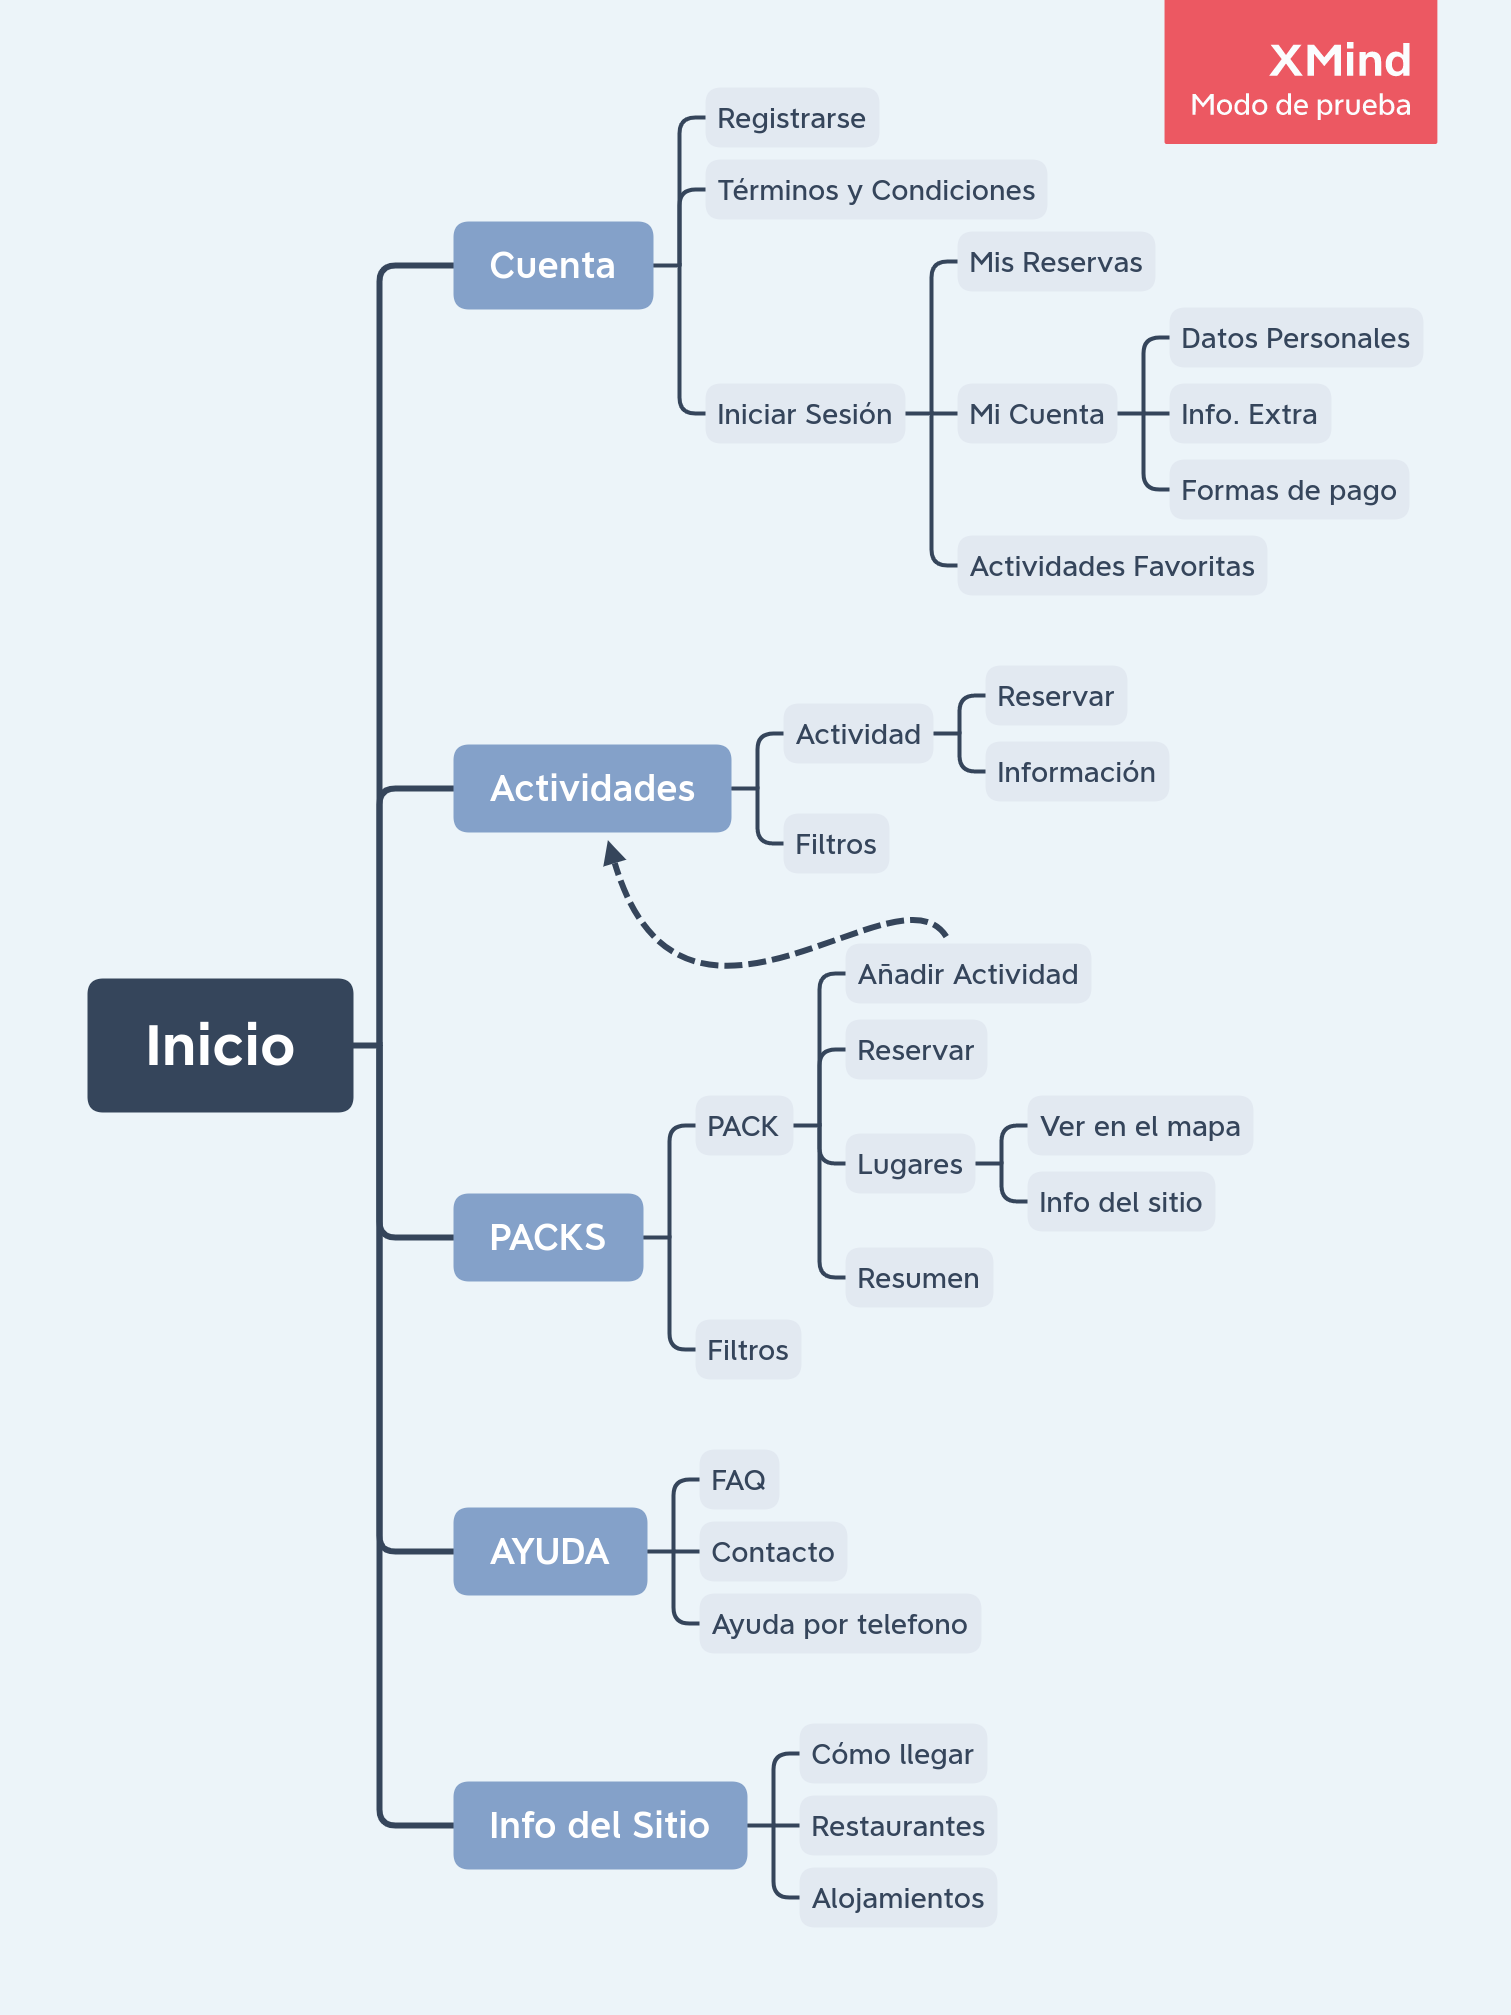 XMind
Modo de prueba
Inicio
Cuenta
Registrarse
Términos y Condiciones
Iniciar Sesión
Mis Reservas
Mi Cuenta
Datos Personales
Info. Extra
Formas de pago
Actividades Favoritas
Actividades
Actividad
Reservar
Información
Filtros
PACKS
PACK
Añadir Actividad
Reservar
Lugares
Ver en el mapa
Info del sitio
Resumen
Filtros
AYUDA
FAQ
Contacto
Ayuda por telefono
Info del Sitio
Cómo llegar
Restaurantes
Alojamientos